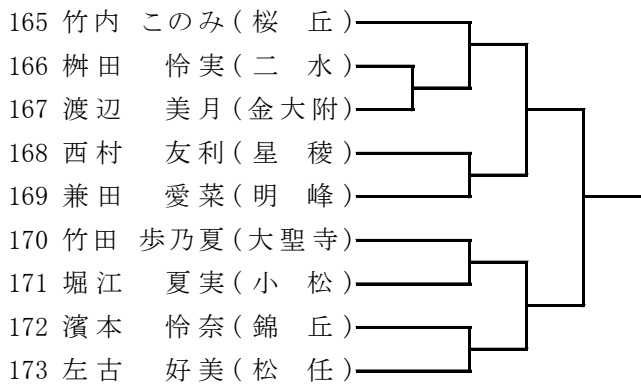 165 竹内 このみ(桜 丘)
166 桝田 怜実(二 水)
167 渡辺 美月(金大附)
168 西村 友利(星 稜)
169 兼田 愛菜(明 峰)
170 竹田 歩乃夏(大聖寺)
171 堀江 夏実(小 松)
172 濱本 怜奈(錦 丘)
173 左古 好美(松 任)